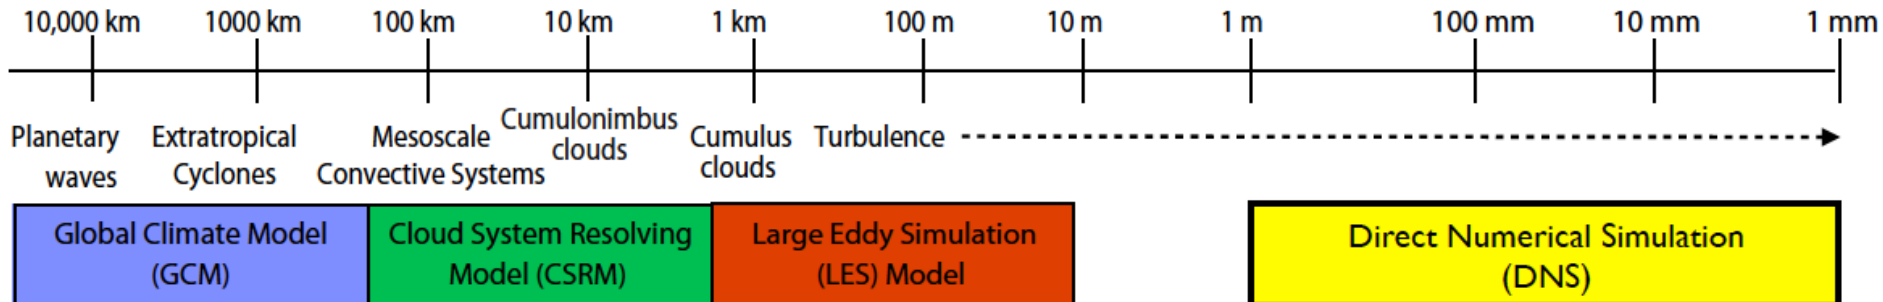 10,000 km 1000 km 100 km 10 km 1 km 100 m 10 m 1 m 100 mm 10 mm 1 mm
Planetary
waves
Extratropical
Cyclones
Mesoscale
Convective Systems
Cumulonimbus
clouds
Cumulus
clouds
Turbulence
Global Climate Model
(GCM)
Cloud System Resolving
Model (CSRM)
Large Eddy Simulation
(LES) Model
Direct Numerical Simulation
(DNS)